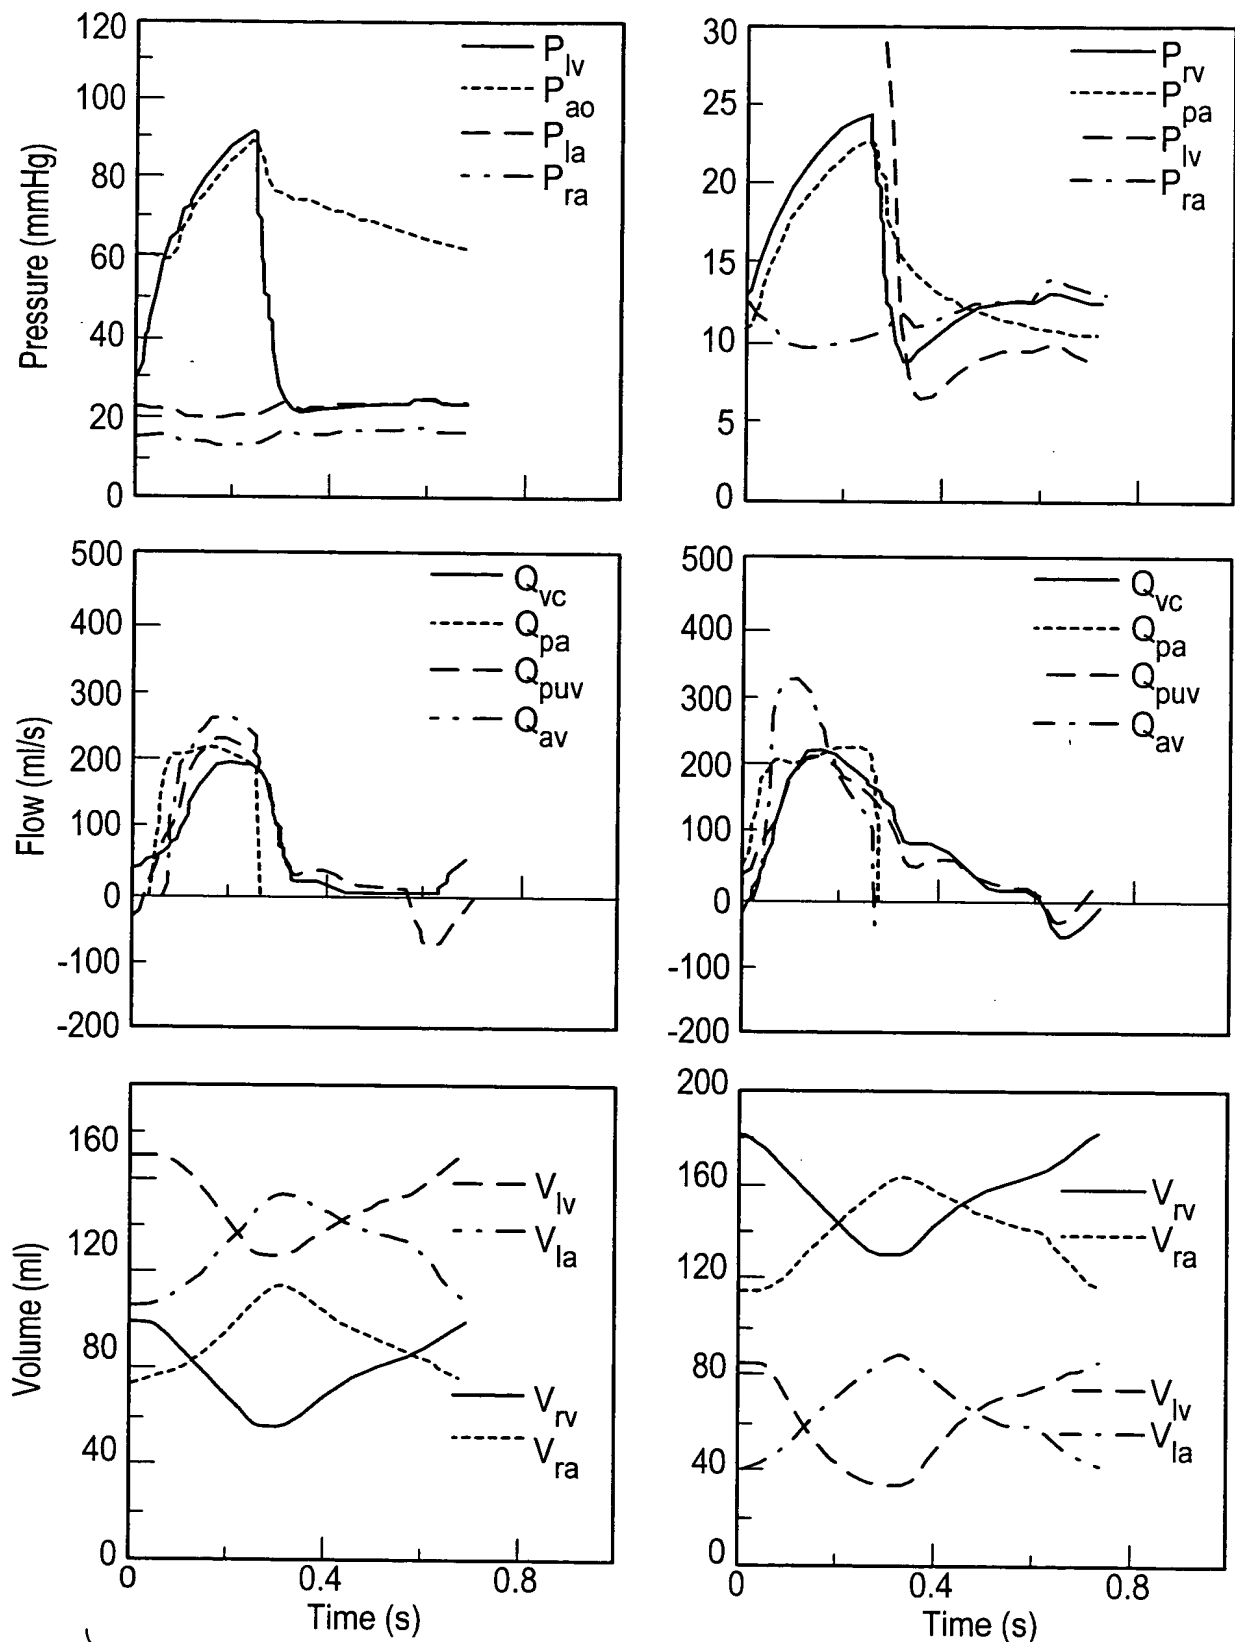 120
100
80
60
40
20
0
Pressure (mmHg)
P_lv
P_ao
P_la
P_ra
30
25
20
15
10
5
0
P_rv
P_pa
P_lv
P_ra
500
400
300
200
100
0
-100
-200
Flow (ml/s)
Q_vc
Q_pa
Q_puv
Q_av
500
400
300
200
100
0
-100
-200
Q_vc
Q_pa
Q_puv
Q_av
160
120
80
40
0
Volume (ml)
V_lv
V_la
V_rv
V_ra
0 0.4 0.8
Time (s)
200
160
120
80
40
0
V_rv
V_ra
V_lv
V_la
0 0.4 0.8
Time (s)